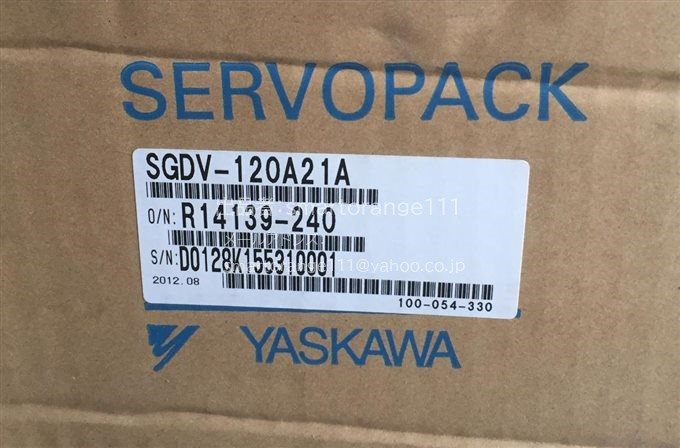 SERVOPACK
SGDV-120A21A
O/N: R14139-240
S/N: D0128K155310001
2012.08
100-054-330
YASKAWA